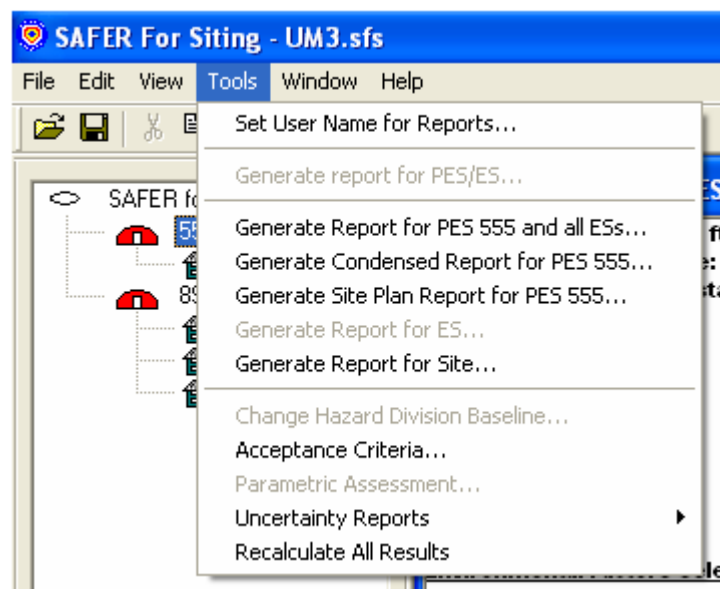 SAFER For Siting - UM3.sfs
File Edit View Tools Window Help
Set User Name for Reports...
Generate report for PES/ES...
SAFER fo
Generate Report for PES 555 and all ESs...
Generate Condensed Report for PES 555...
Generate Site Plan Report for PES 555...
Generate Report for ES...
Generate Report for Site...
Change Hazard Division Baseline...
Acceptance Criteria...
Parametric Assessment...
Uncertainty Reports
Recalculate All Results